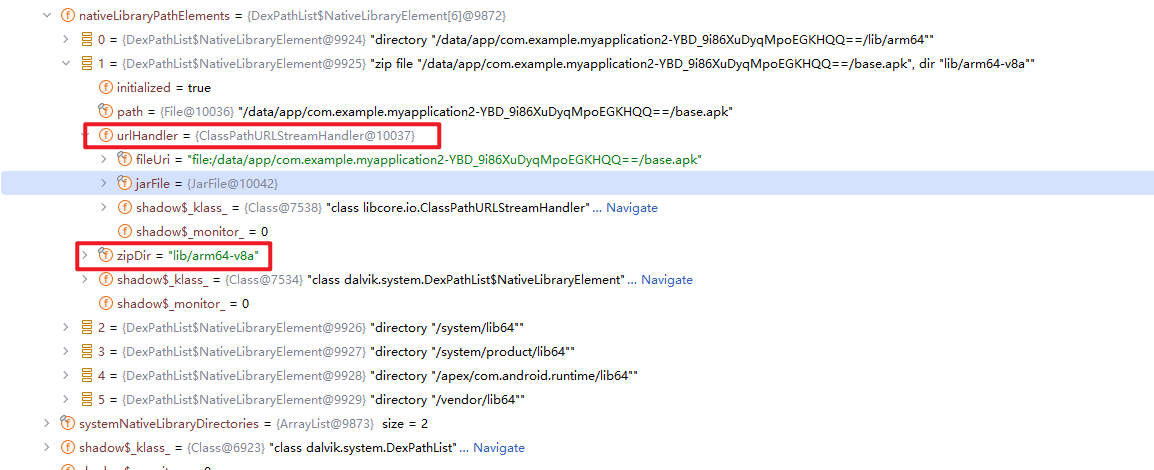 nativeLibraryPathElements = {DexPathList$NativeLibraryElement[6]@9872}
0 = {DexPathList$NativeLibraryElement@9924} "directory "/data/app/com.example.myapplication2-YBD_9i86XuDyqMpoEGKHQQ==/lib/arm64""
1 = {DexPathList$NativeLibraryElement@9925} "zip file "/data/app/com.example.myapplication2-YBD_9i86XuDyqMpoEGKHQQ==/base.apk", dir "lib/arm64-v8a""
initialized = true
path = {File@10036} "/data/app/com.example.myapplication2-YBD_9i86XuDyqMpoEGKHQQ==/base.apk"
urlHandler = {ClassPathURLStreamHandler@10037}
fileUri = "file:/data/app/com.example.myapplication2-YBD_9i86XuDyqMpoEGKHQQ==/base.apk"
jarFile = {JarFile@10042}
shadow$_klass_ = {Class@7538} "class libcore.io.ClassPathURLStreamHandler"... Navigate
shadow$_monitor_ = 0
zipDir = "lib/arm64-v8a"
shadow$_klass_ = {Class@7534} "class dalvik.system.DexPathList$NativeLibraryElement"... Navigate
shadow$_monitor_ = 0
2 = {DexPathList$NativeLibraryElement@9926} "directory "/system/lib64""
3 = {DexPathList$NativeLibraryElement@9927} "directory "/system/product/lib64""
4 = {DexPathList$NativeLibraryElement@9928} "directory "/apex/com.android.runtime/lib64""
5 = {DexPathList$NativeLibraryElement@9929} "directory "/vendor/lib64""
systemNativeLibraryDirectories = {ArrayList@9873} size = 2
shadow$_klass_ = {Class@6923} "class dalvik.system.DexPathList"... Navigate